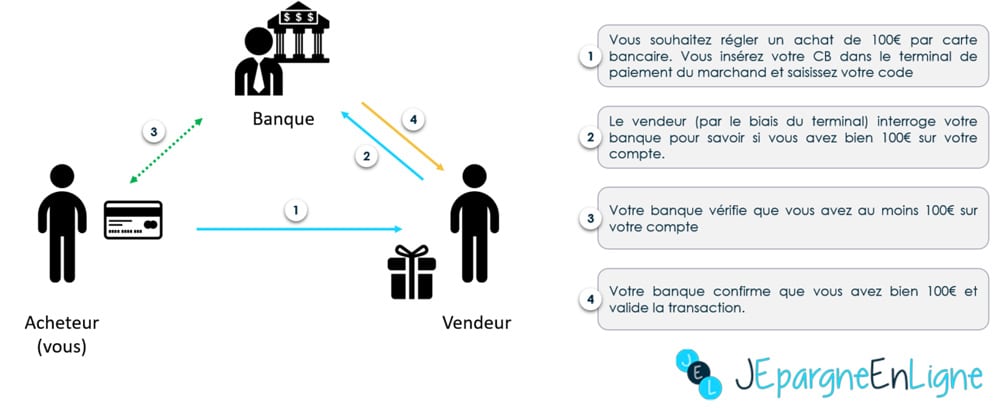 $ $ $
Banque
3
4
2
1
Acheteur
(vous)
Vendeur
1
Vous souhaitez régler un achat de 100€ par carte
bancaire. Vous insérez votre CB dans le terminal de
paiement du marchand et saisissez votre code
2
Le vendeur (par le biais du terminal) interroge votre
banque pour savoir si vous avez bien 100€ sur votre
compte.
3
Votre banque vérifie que vous avez au moins 100€ sur
votre compte
4
Votre banque confirme que vous avez bien 100€ et
valide la transaction.
J E L
JEpargneEnLigne